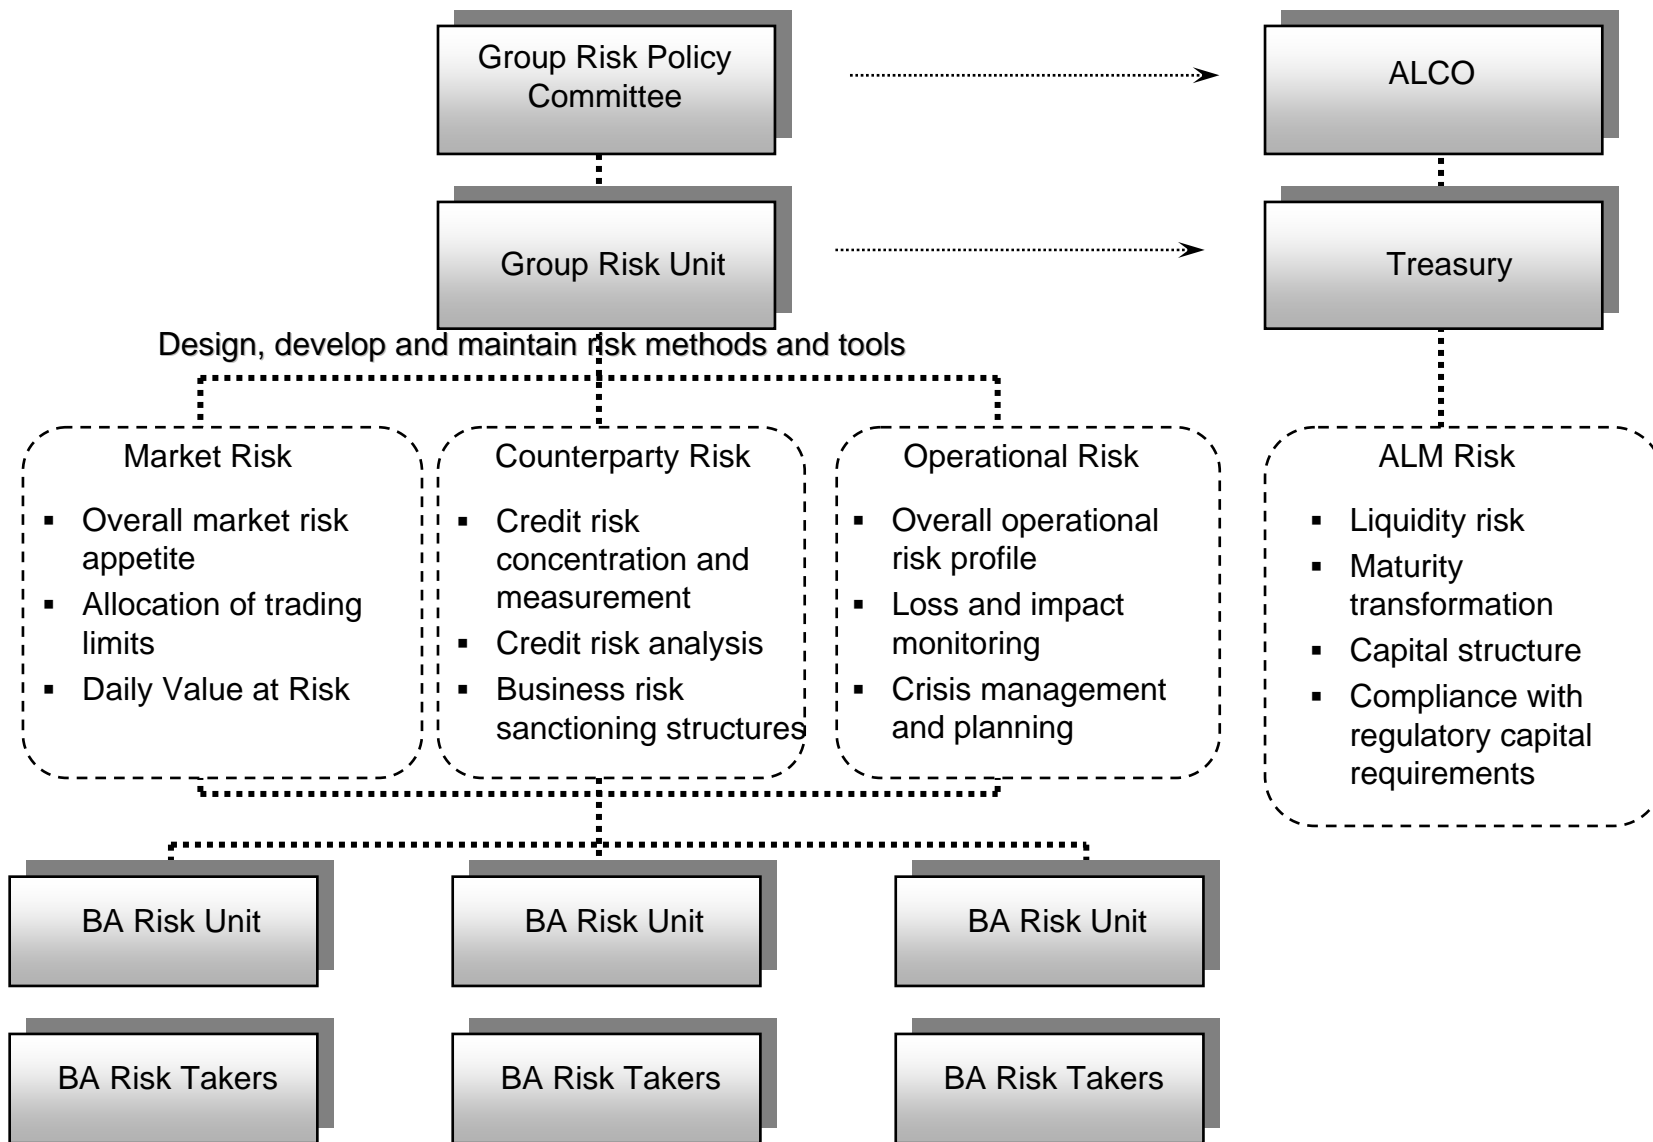 Group Risk Policy
Committee
ALCO
Group Risk Unit
Treasury
Design, develop and maintain risk methods and tools
Market Risk
▪ Overall market risk
appetite
▪ Allocation of trading
limits
▪ Daily Value at Risk
Counterparty Risk
▪ Credit risk
concentration and
measurement
▪ Credit risk analysis
▪ Business risk
sanctioning structures
Operational Risk
▪ Overall operational
risk profile
▪ Loss and impact
monitoring
▪ Crisis management
and planning
ALM Risk
▪ Liquidity risk
▪ Maturity
transformation
▪ Capital structure
▪ Compliance with
regulatory capital
requirements
BA Risk Unit
BA Risk Unit
BA Risk Unit
BA Risk Takers
BA Risk Takers
BA Risk Takers